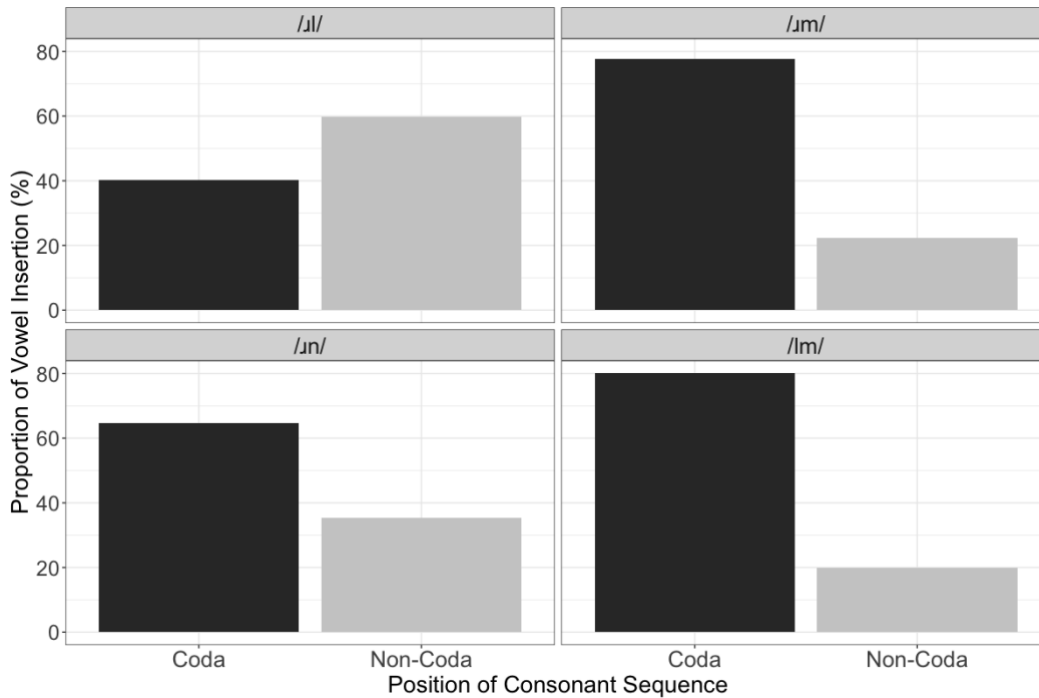 /ɹl/
/ɹm/
80
60
40
20
0
/ɹn/
/lm/
80
60
40
20
0
Coda
Non-Coda
Coda
Non-Coda
Position of Consonant Sequence
Proportion of Vowel Insertion (%)